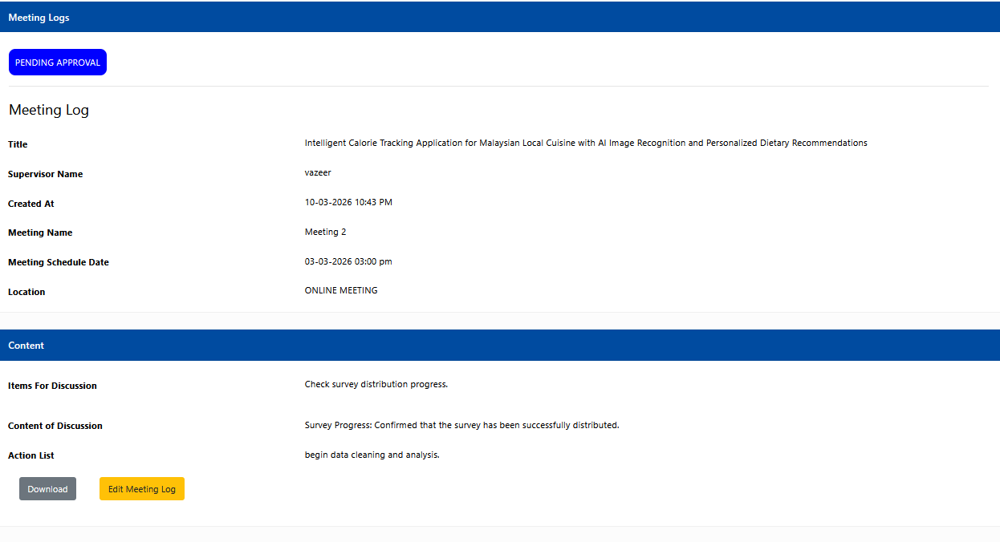 Meeting Logs
PENDING APPROVAL
Meeting Log
Title Intelligent Calorie Tracking Application for Malaysian Local Cuisine with AI Image Recognition and Personalized Dietary Recommendations
Supervisor Name vazeer
Created At 10-03-2026 10:43 PM
Meeting Name Meeting 2
Meeting Schedule Date 03-03-2026 03:00 pm
Location ONLINE MEETING
Content
Items For Discussion Check survey distribution progress.
Content of Discussion Survey Progress: Confirmed that the survey has been successfully distributed.
Action List begin data cleaning and analysis.
Download Edit Meeting Log